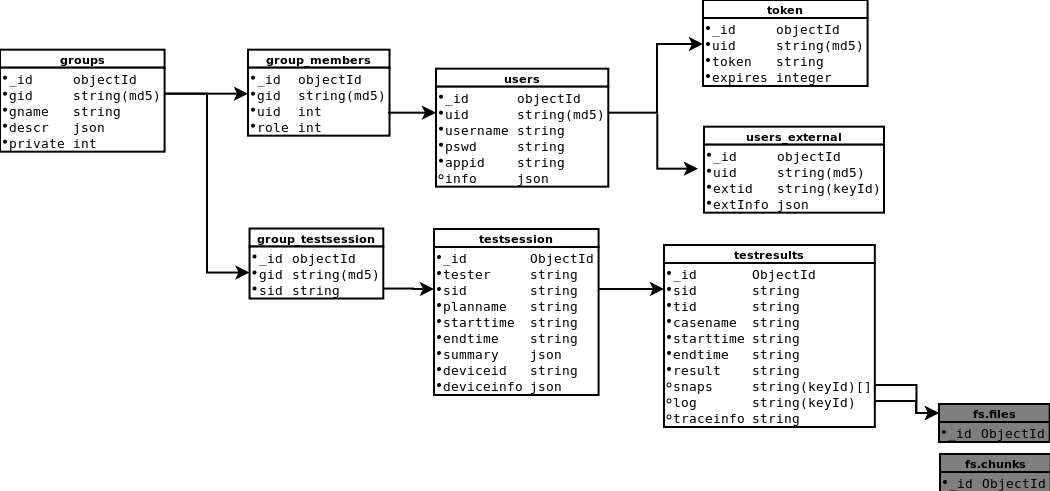 groups
_id objectId
gid string(md5)
gname string
descr json
private int
group_members
_id objectId
gid string(md5)
uid int
role int
users
_id objectId
uid string(md5)
username string
pswd string
appid string
info json
token
_id objectId
uid string(md5)
token string
expires integer
users_external
_id objectId
uid string(md5)
extid string(keyId)
extInfo json
group_testsession
_id objectId
gid string(md5)
sid string
testsession
_id ObjectId
tester string
sid string
planname string
starttime string
endtime string
summary json
deviceid string
deviceinfo json
testresults
_id ObjectId
sid string
tid string
casename string
starttime string
endtime string
result string
snaps string(keyId)[]
log string(keyId)
traceinfo string
fs.files
_id ObjectId
fs.chunks
_id ObjectId